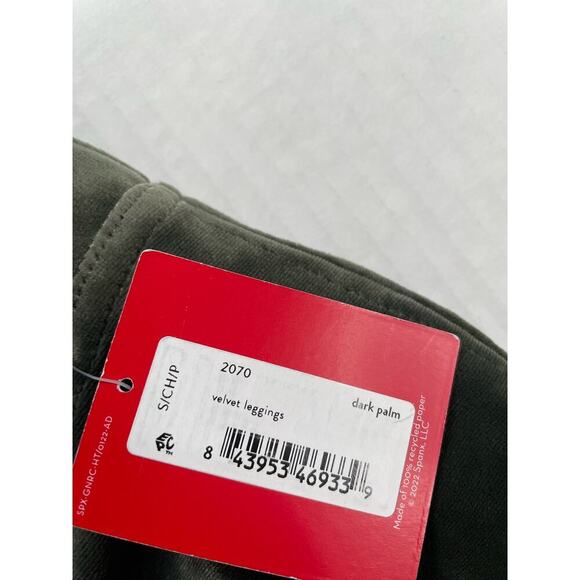 S/CH/P
2070
velvet leggings
dark palm
8 43953 46933 9
SPX-GNRC-HT/0122-AD
Made of 100% recycled paper
© 2022 Spanx, LLC